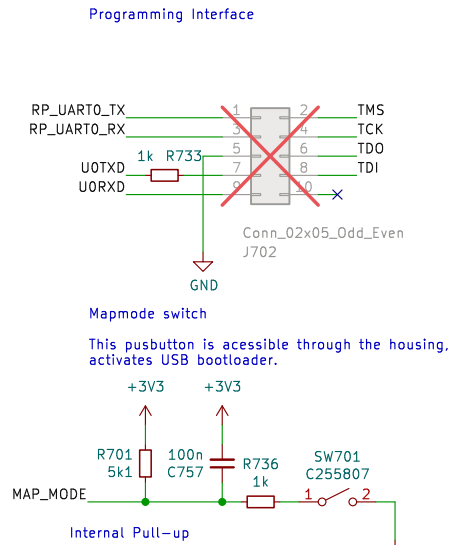 Programming Interface
RP_UART0_TX 1 2 TMS
RP_UART0_RX 3 4 TCK
5 6 TDO
1k R733
U0TXD 7 8 TDI
U0RXD 9 10
Conn_02x05_Odd_Even
J702
GND
Mapmode switch
This pusbutton is acessible through the housing,
activates USB bootloader.
+3V3 +3V3
R701 100n R736 SW701
5k1 C757 1k C255807
MAP_MODE 1 2
Internal Pull-up